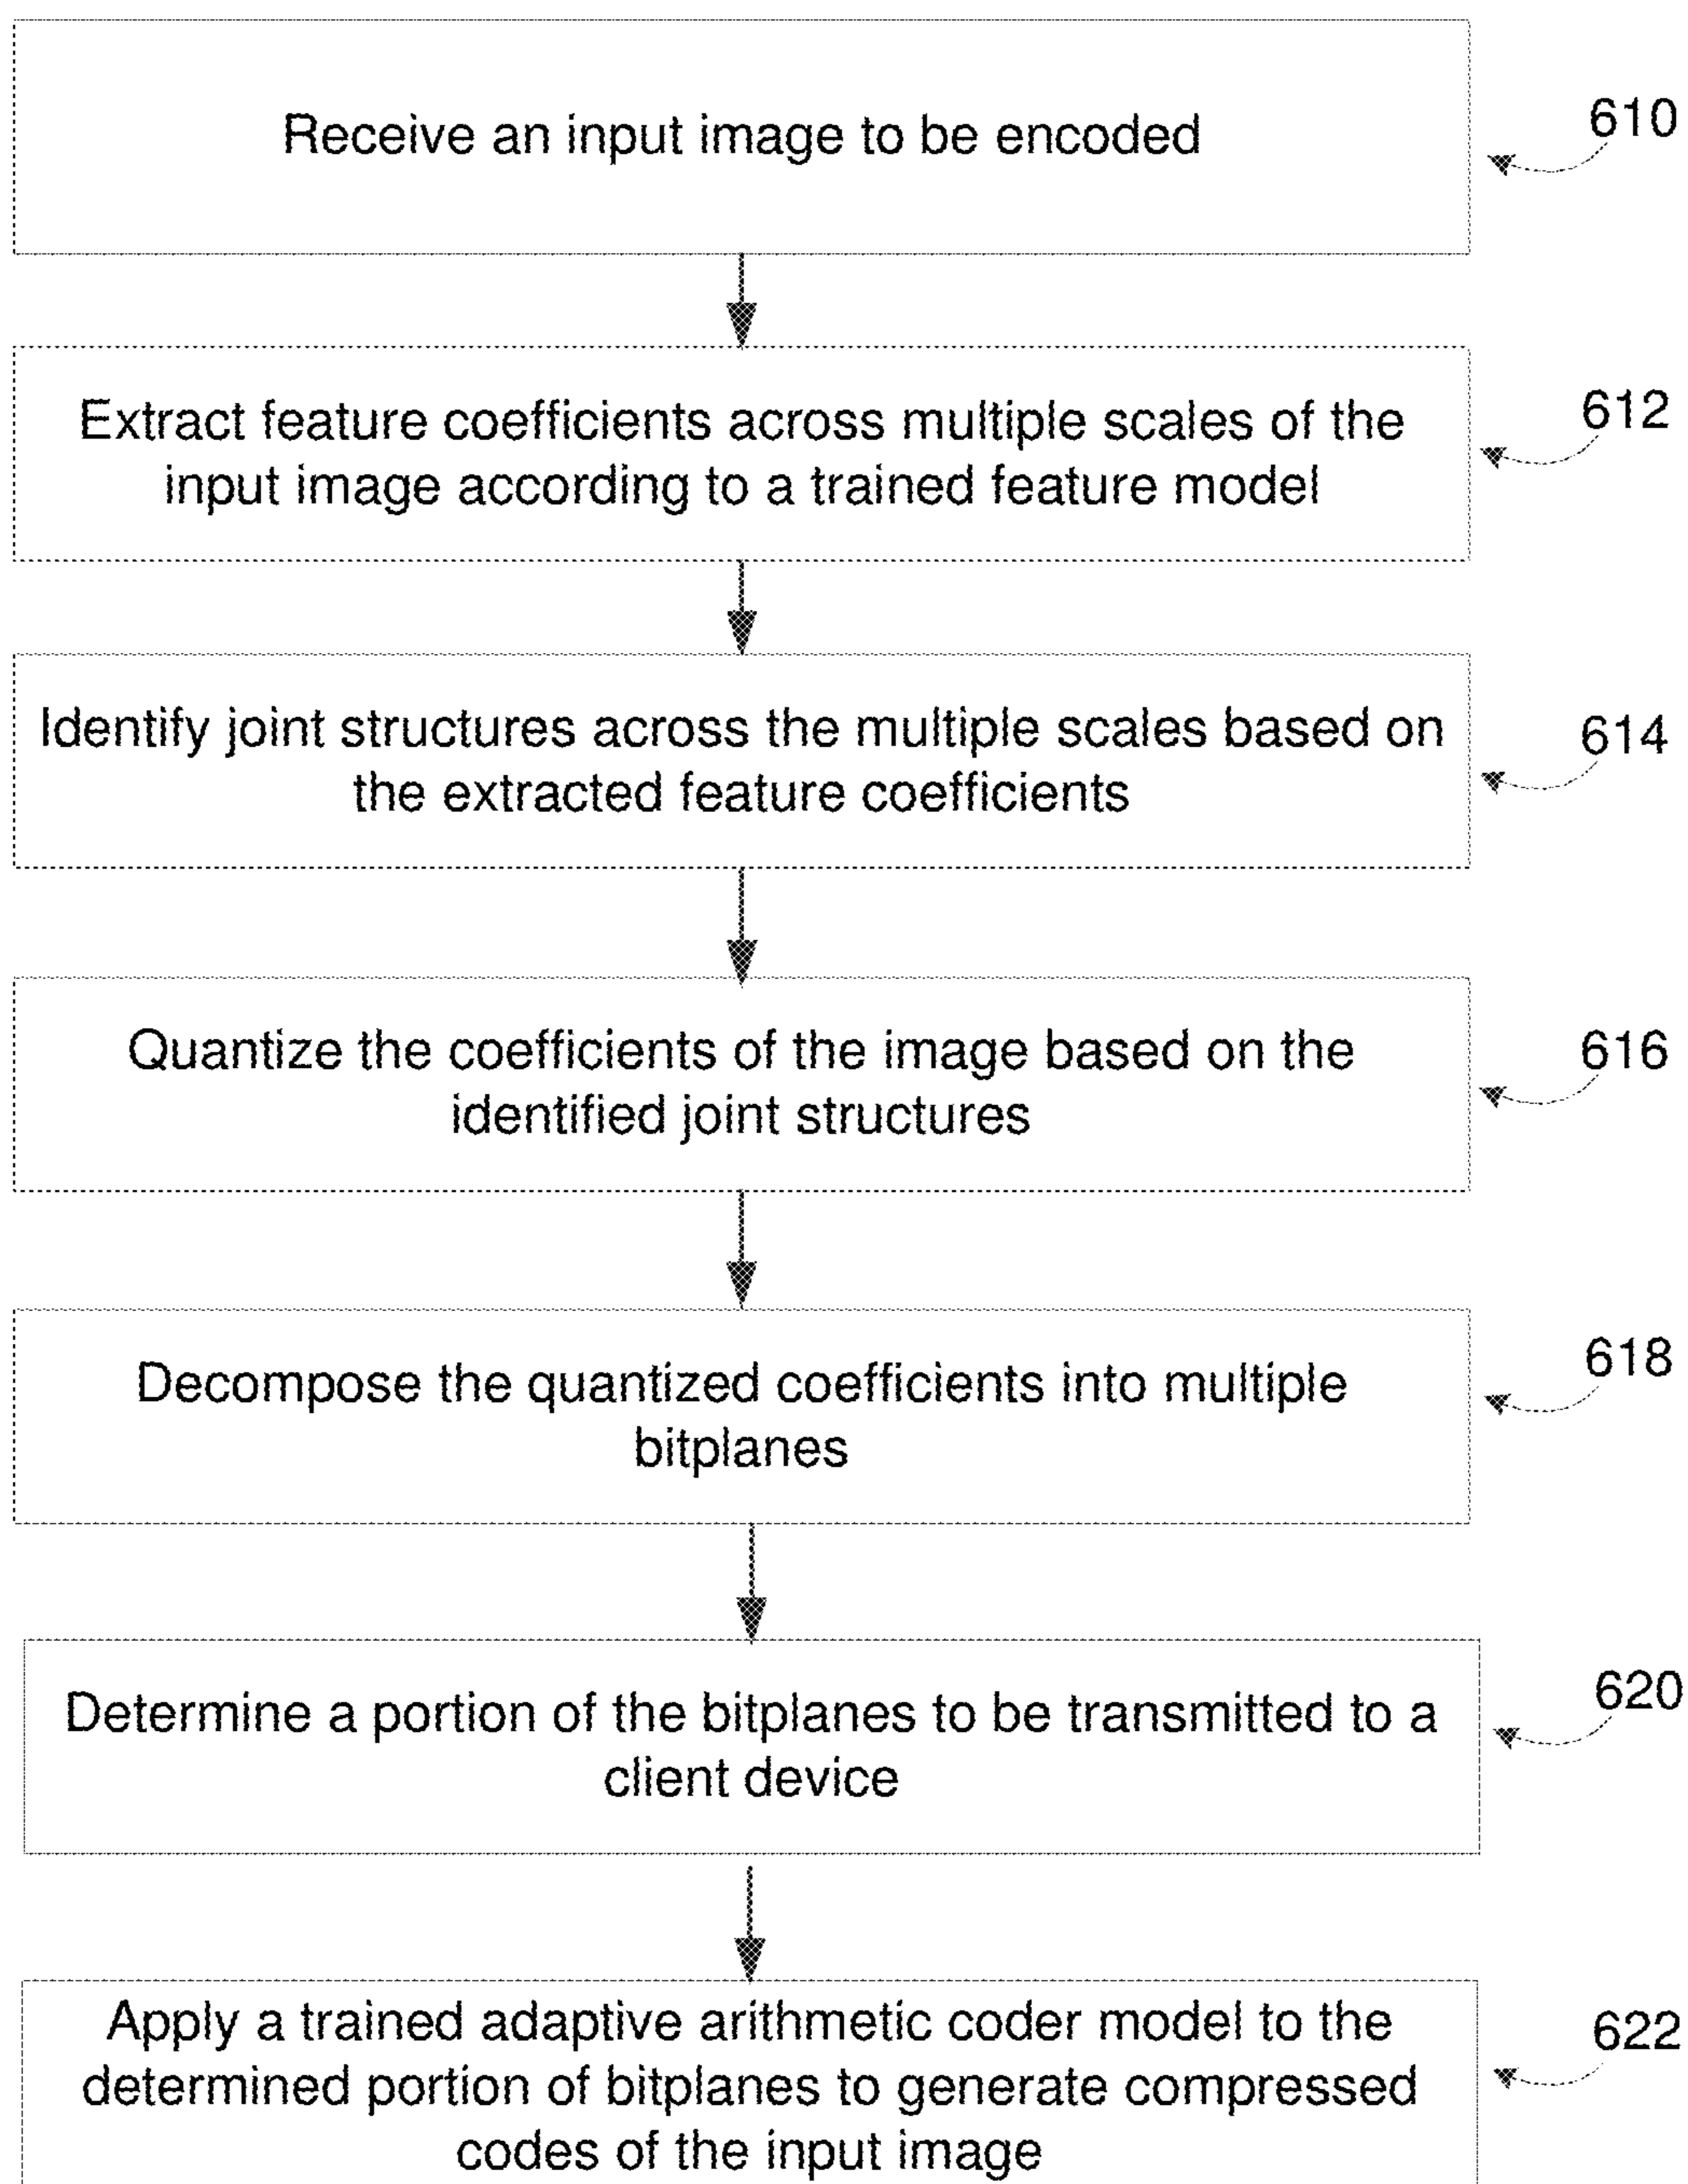 Receive an input image to be encoded
610
Extract feature coefficients across multiple scales of the
input image according to a trained feature model
612
Identify joint structures across the multiple scales based on
the extracted feature coefficients
614
Quantize the coefficients of the image based on the
identified joint structures
616
Decompose the quantized coefficients into multiple
bitplanes
618
Determine a portion of the bitplanes to be transmitted to a
client device
620
Apply a trained adaptive arithmetic coder model to the
determined portion of bitplanes to generate compressed
codes of the input image
622